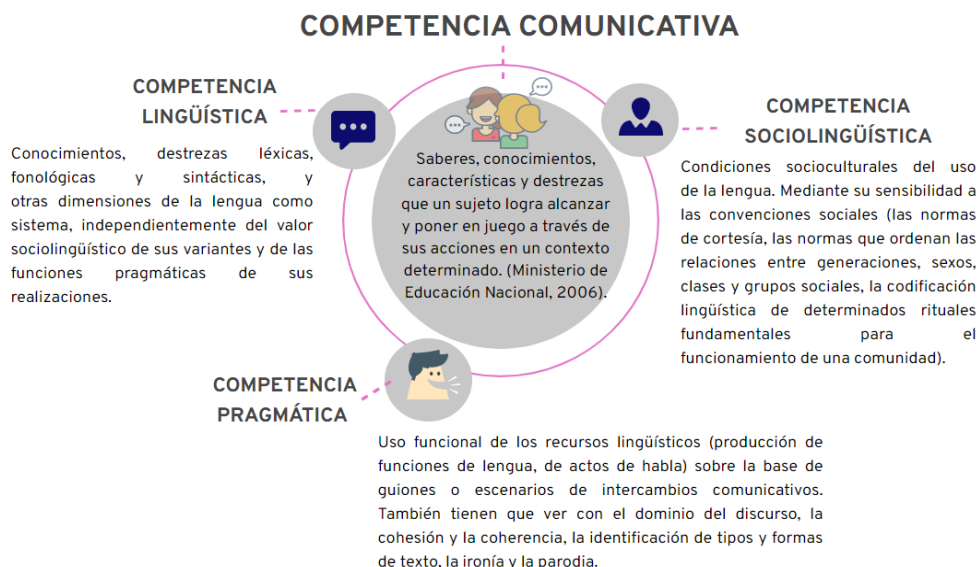 COMPETENCIA COMUNICATIVA
COMPETENCIA
LINGÜÍSTICA
Conocimientos, destrezas léxicas,
fonológicas y sintácticas, y
otras dimensiones de la lengua como
sistema, independientemente del valor
sociolingüístico de sus variantes y de las
funciones pragmáticas de sus
realizaciones.
Saberes, conocimientos,
características y destrezas
que un sujeto logra alcanzar
y poner en juego a través de
sus acciones en un contexto
determinado. (Ministerio de
Educación Nacional, 2006).
COMPETENCIA
SOCIOLINGÜÍSTICA
Condiciones socioculturales del uso
de la lengua. Mediante su sensibilidad a
las convenciones sociales (las normas
de cortesía, las normas que ordenan las
relaciones entre generaciones, sexos,
clases y grupos sociales, la codificación
lingüística de determinados rituales
fundamentales para el
funcionamiento de una comunidad).
COMPETENCIA
PRAGMÁTICA
Uso funcional de los recursos lingüísticos (producción de
funciones de lengua, de actos de habla) sobre la base de
guiones o escenarios de intercambios comunicativos.
También tienen que ver con el dominio del discurso, la
cohesión y la coherencia, la identificación de tipos y formas
de texto, la ironía y la parodia.